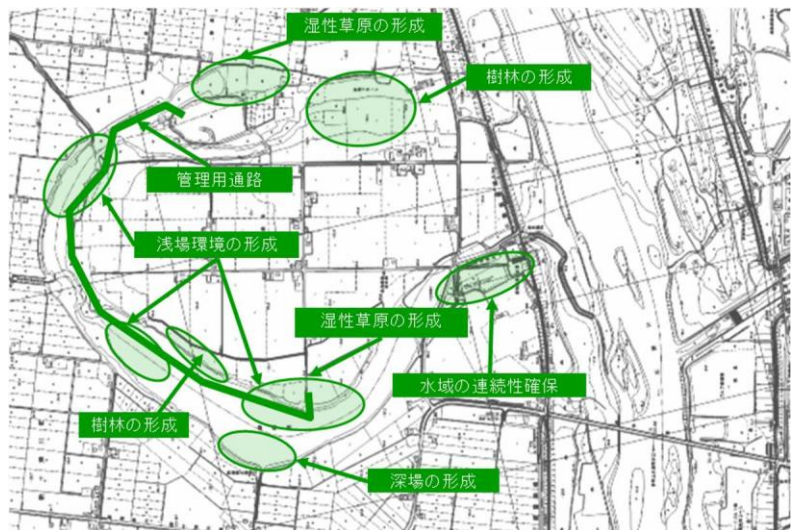 湿性草原の形成
樹林の形成
管理用通路
浅場環境の形成
湿性草原の形成
水域の連続性確保
樹林の形成
深場の形成